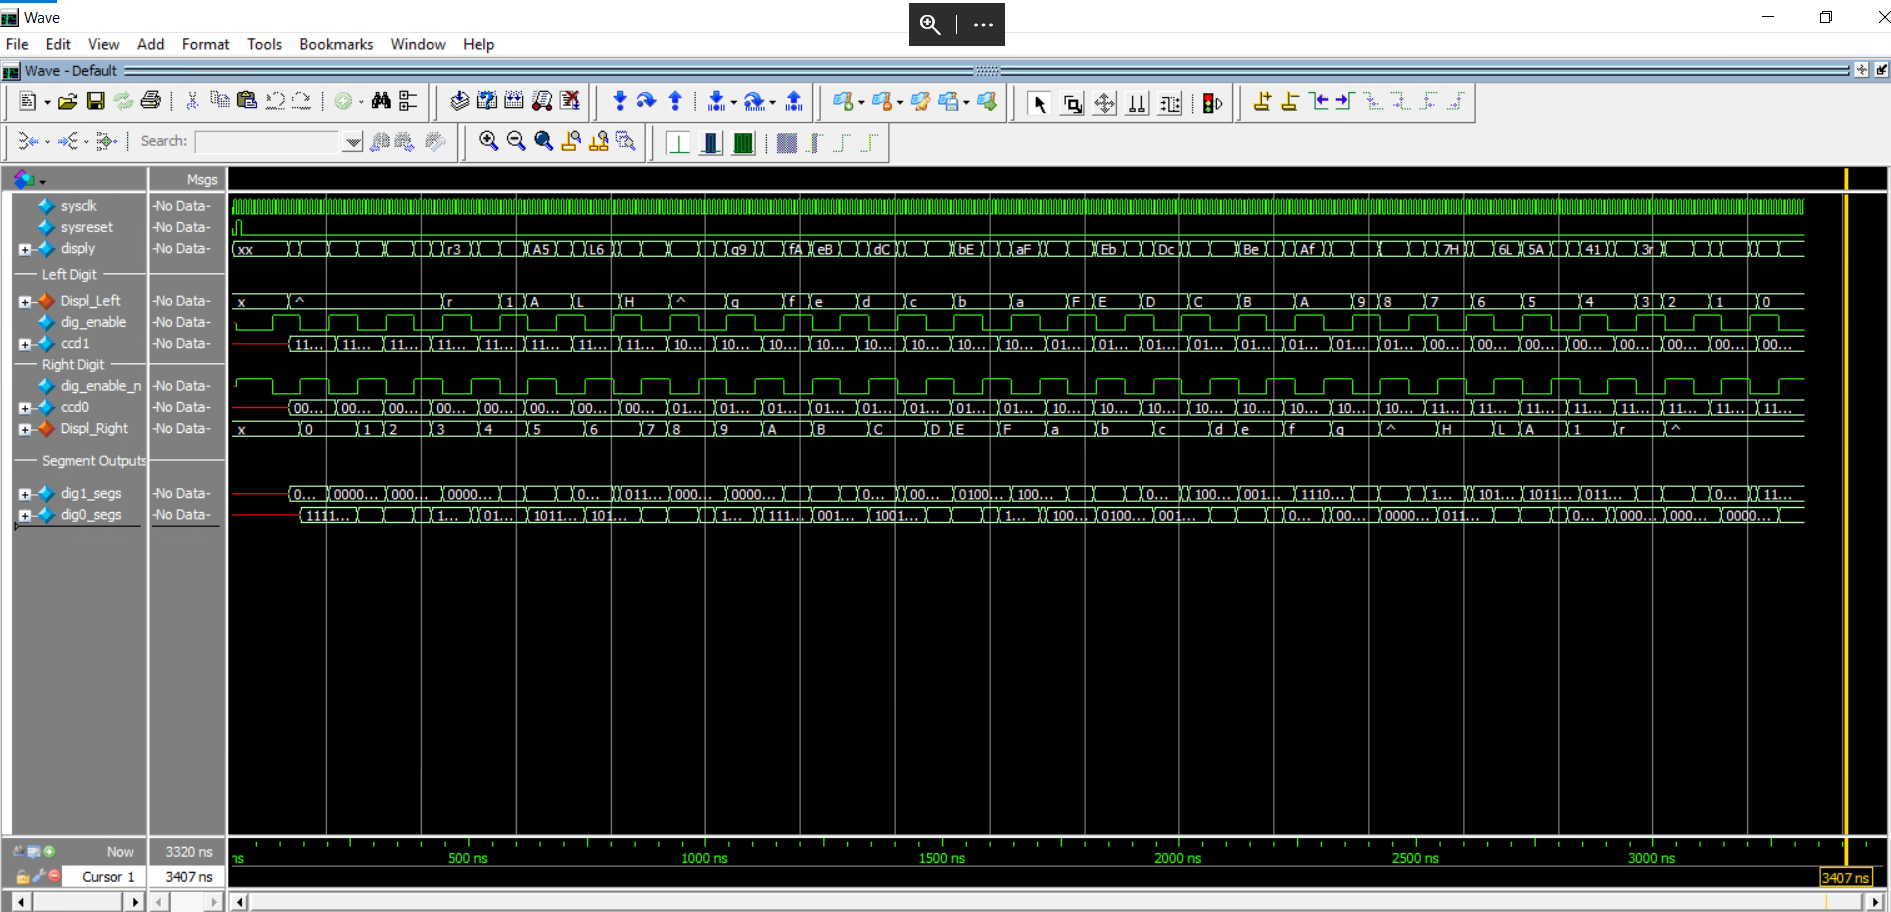 Wave
File Edit View Add Format Tools Bookmarks Window Help
Wave - Default
Search:
Msgs
sysclk -No Data-
sysreset -No Data-
disply -No Data- xx r3 A5 L6 g9 fA eB dC bE aF Eb Dc Be Af 7H 6L 5A 41 3r
Left Digit
Displ_Left -No Data- x ^ r 1 A L H ^ g f e d c b a F E D C B A 9 8 7 6 5 4 3 2 1 0
dig_enable -No Data-
ccd1 -No Data- 11... 11... 11... 11... 11... 11... 11... 11... 10... 10... 10... 10... 10... 10... 10... 10... 01... 01... 01... 01... 01... 01... 01... 01... 00... 00... 00... 00... 00... 00... 00... 00...
Right Digit
dig_enable_n -No Data-
ccd0 -No Data- 00... 00... 00... 00... 00... 00... 00... 00... 01... 01... 01... 01... 01... 01... 01... 01... 10... 10... 10... 10... 10... 10... 10... 10... 11... 11... 11... 11... 11... 11... 11... 11...
Displ_Right -No Data- x 0 1 2 3 4 5 6 7 8 9 A B C D E F a b c d e f g ^ H L A 1 r ^
Segment Outputs
dig1_segs -No Data- 0... 0000... 000... 0000... 0... 011... 000... 0000... 0... 00... 0100... 100... 0... 100... 001... 1110... 1... 101... 1011... 011... 0... 11...
dig0_segs -No Data- 1111... 1... 01... 1011... 101... 1... 111... 001... 1001... 1... 100... 0100... 001... 0... 00... 0000... 011... 0... 000... 000... 0000...
Now 3320 ns ns 500 ns 1000 ns 1500 ns 2000 ns 2500 ns 3000 ns
Cursor 1 3407 ns 3407 ns